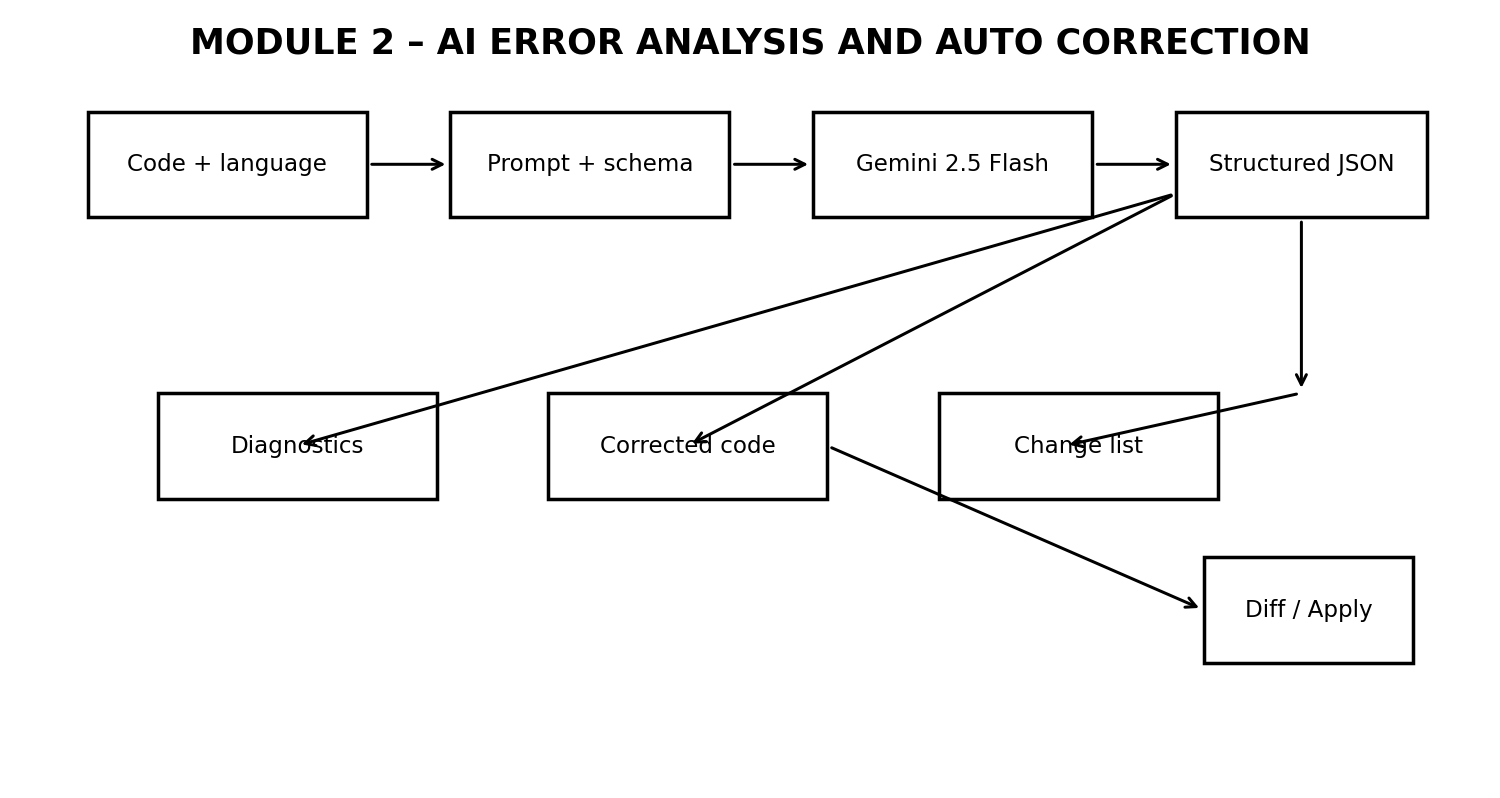 MODULE 2 – AI ERROR ANALYSIS AND AUTO CORRECTION
Code + language
Prompt + schema
Gemini 2.5 Flash
Structured JSON
Diagnostics
Corrected code
Change list
Diff / Apply